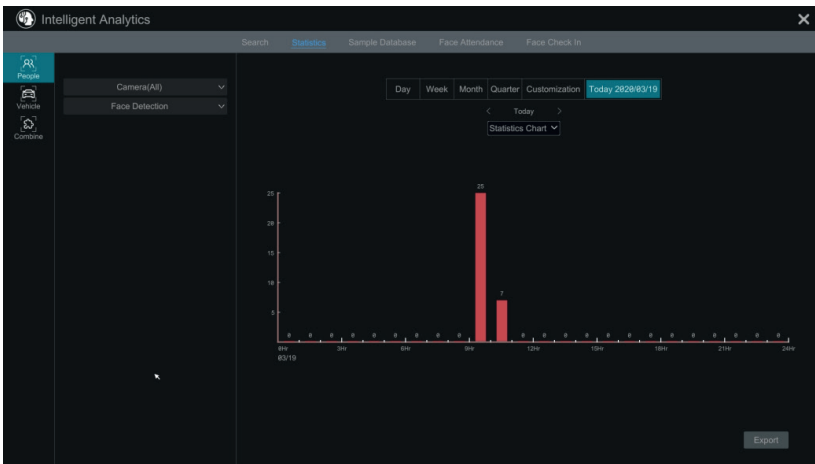 Intelligent Analytics
Search Statistics Sample Database Face Attendance Face Check In
People
Vehicle
Combine
Camera(All)
Face Detection
Day Week Month Quarter Customization Today 2020/03/19
< Today >
Statistics Chart
25
25
20
15
10
7
5
0 0 0 0 0 0 0 0 0 0 0 0 0 0 0 0 0 0 0 0 0 0
0Hr 3Hr 6Hr 9Hr 12Hr 15Hr 18Hr 21Hr 24Hr
03/19
Export